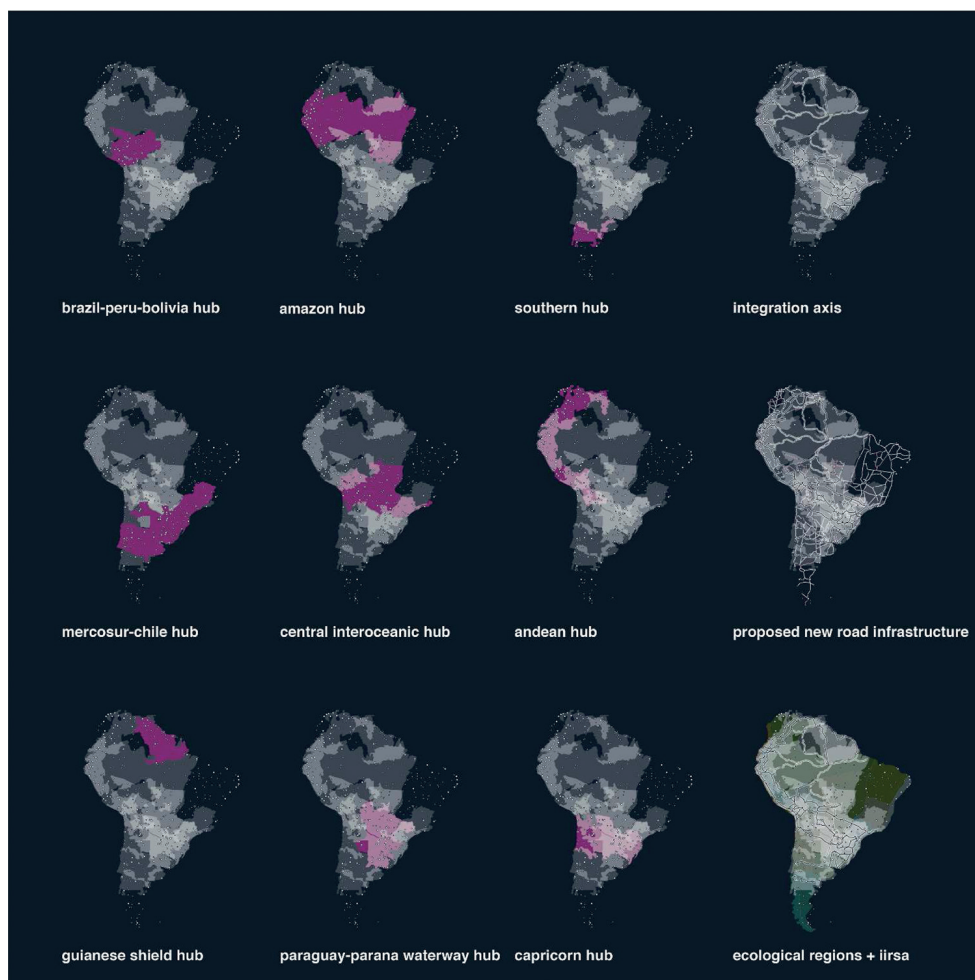 brazil-peru-bolivia hub
amazon hub
southern hub
integration axis
mercosur-chile hub
central interoceanic hub
andean hub
proposed new road infrastructure
guianese shield hub
paraguay-parana waterway hub
capricorn hub
ecological regions + iirsa